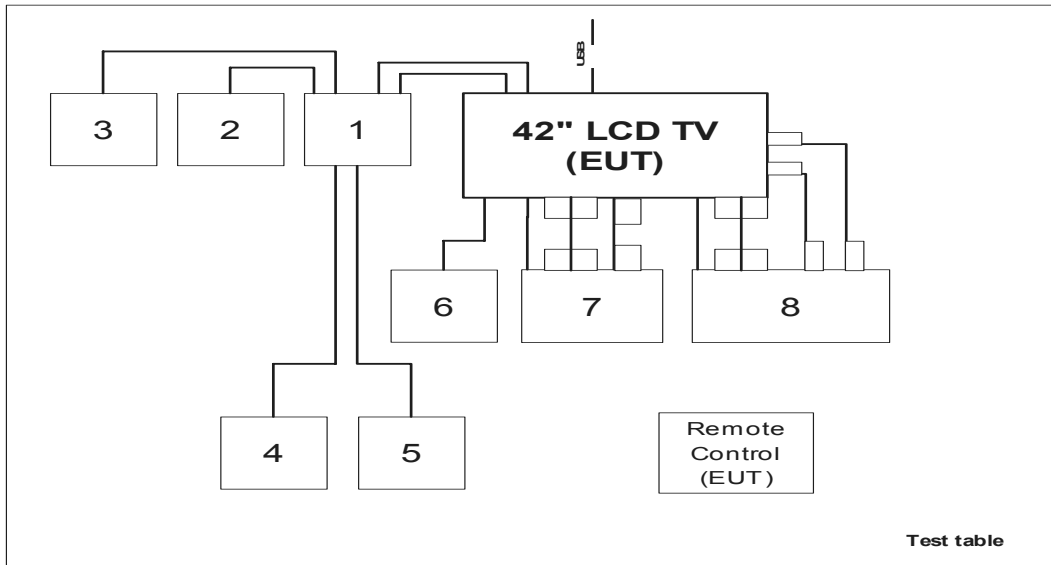 USB
3
2
1
42" LCD TV
(EUT)
6
7
8
4
5
Remote
Control
(EUT)
Test table